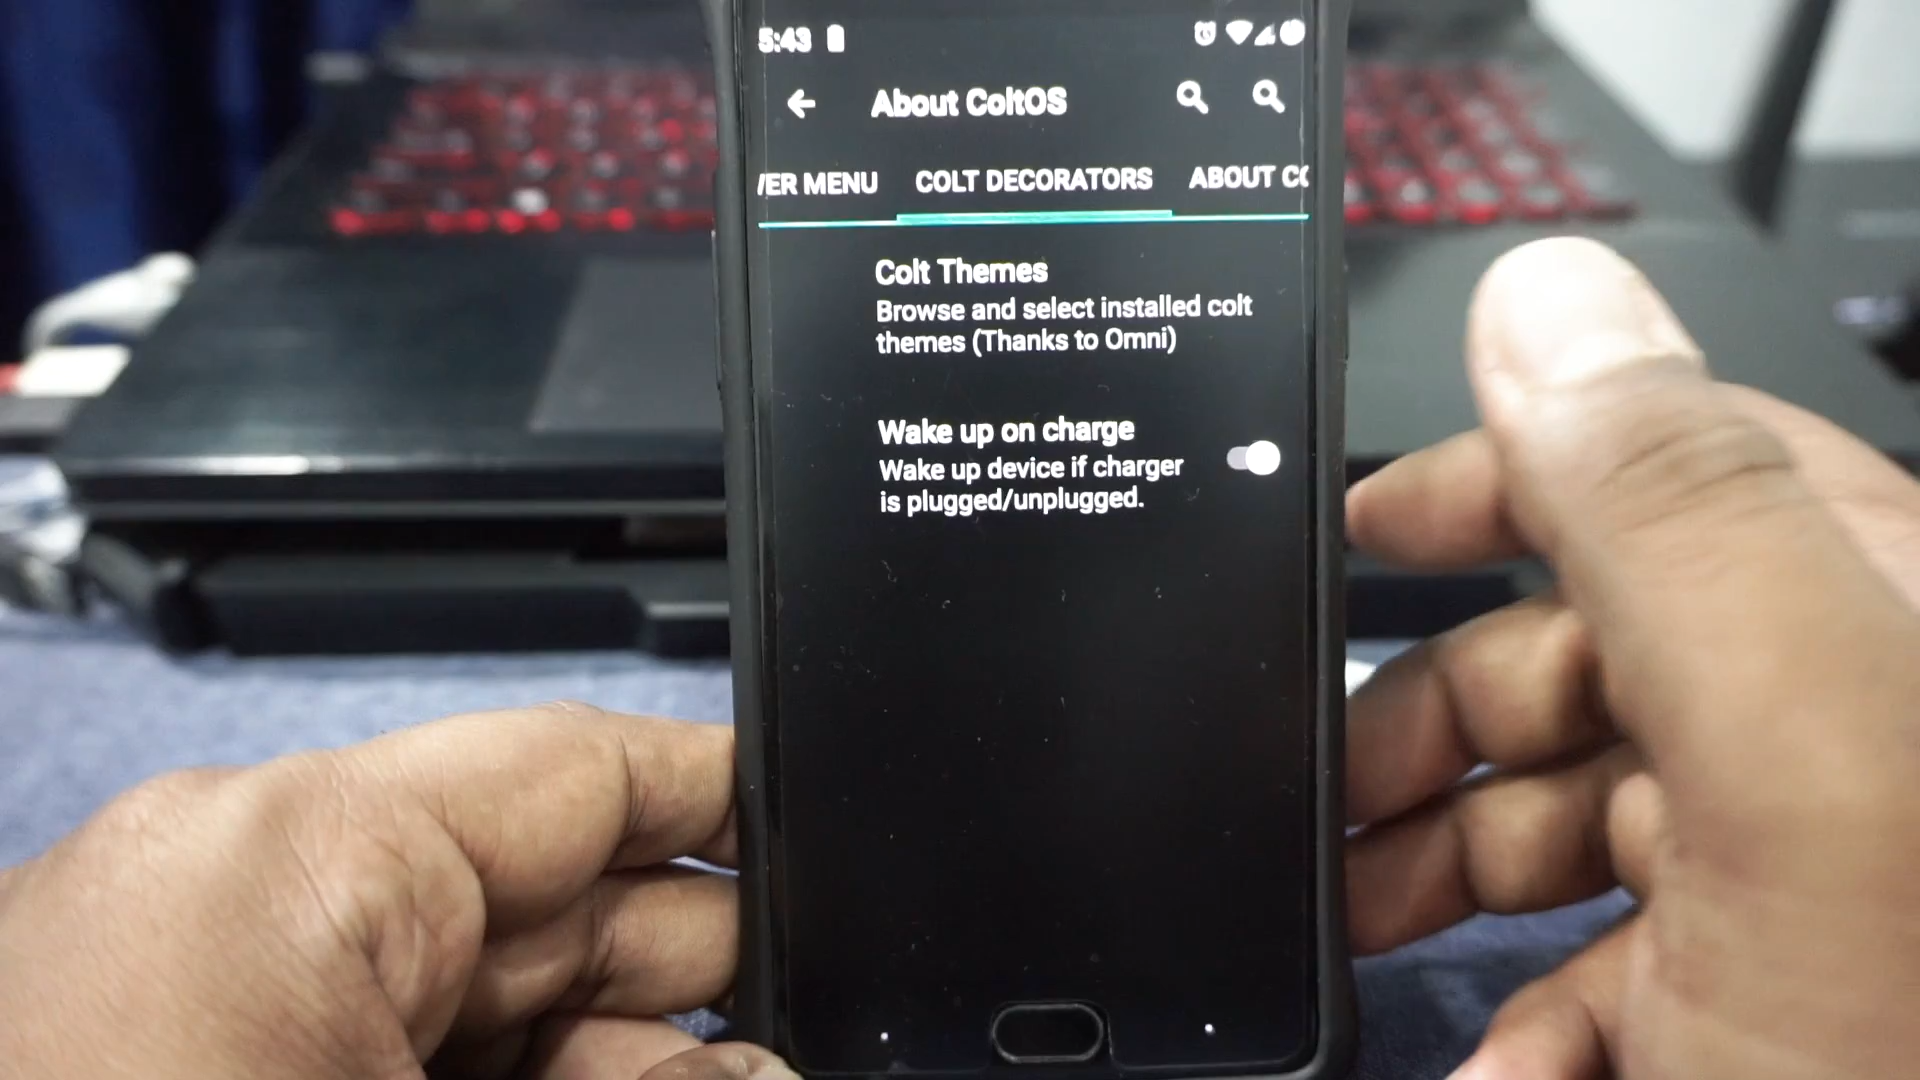 5:43
About ColtOS
/ER MENU COLT DECORATORS ABOUT CO
Colt Themes
Browse and select installed colt
themes (Thanks to Omni)
Wake up on charge
Wake up device if charger
is plugged/unplugged.